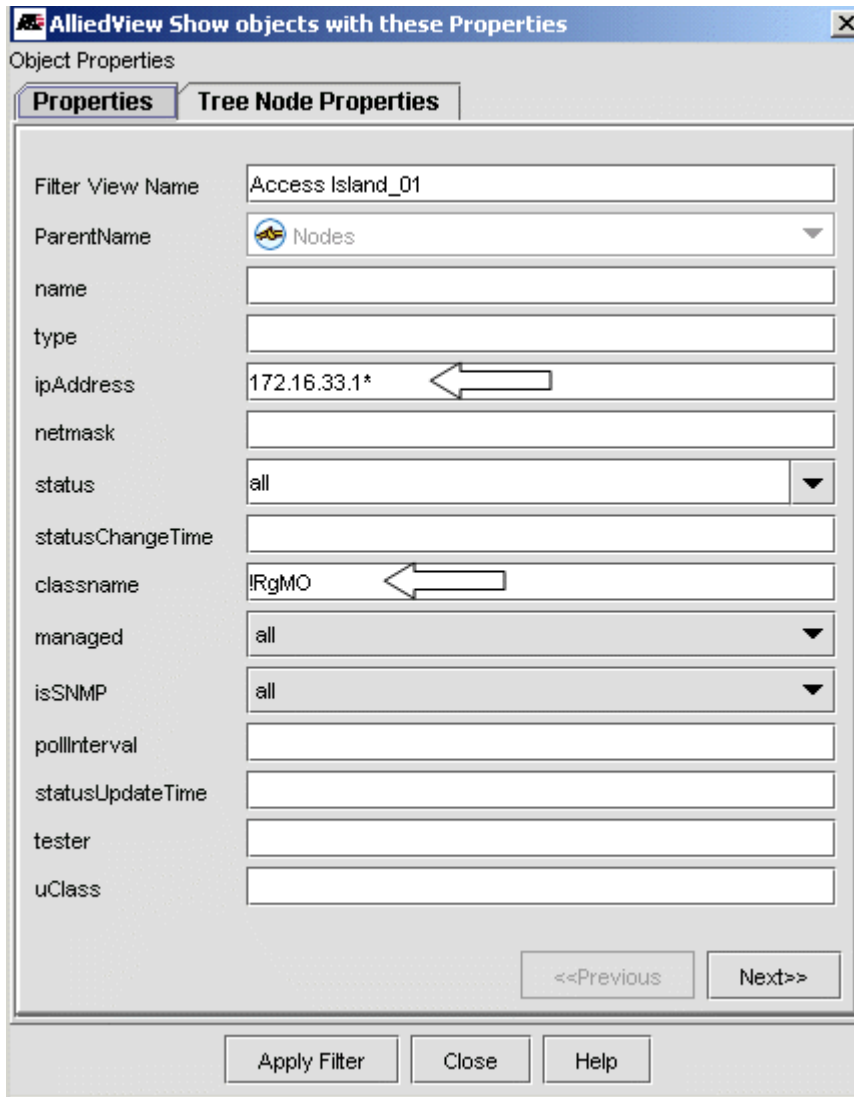 AlliedView Show objects with these Properties
Object Properties
Properties Tree Node Properties
Filter View Name Access Island_01
ParentName Nodes
name
type
ipAddress 172.16.33.1*
netmask
status all
statusChangeTime
classname !RgMO
managed all
isSNMP all
pollInterval
statusUpdateTime
tester
uClass
<<Previous Next>>
Apply Filter Close Help